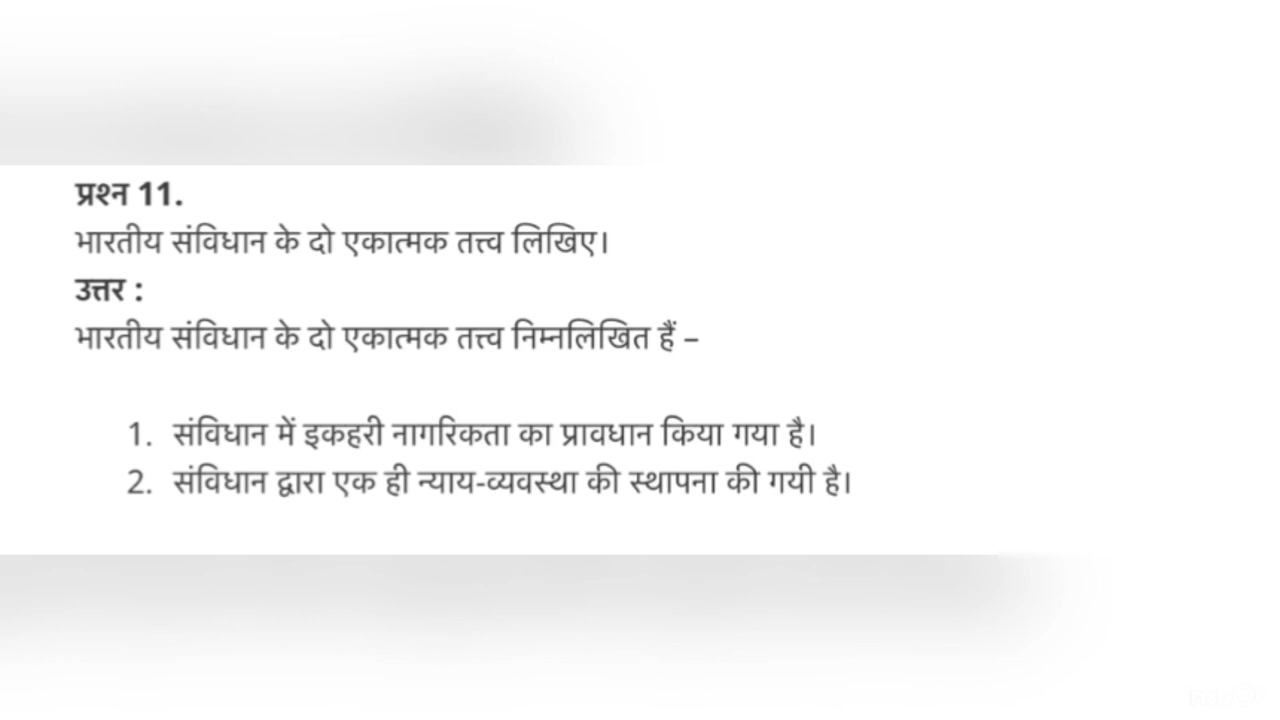 प्रश्न 11.
भारतीय संविधान के दो एकात्मक तत्त्व लिखिए।
उत्तर :
भारतीय संविधान के दो एकात्मक तत्त्व निम्नलिखित हैं –
1. संविधान में इकहरी नागरिकता का प्रावधान किया गया है।
2. संविधान द्वारा एक ही न्याय-व्यवस्था की स्थापना की गयी है।